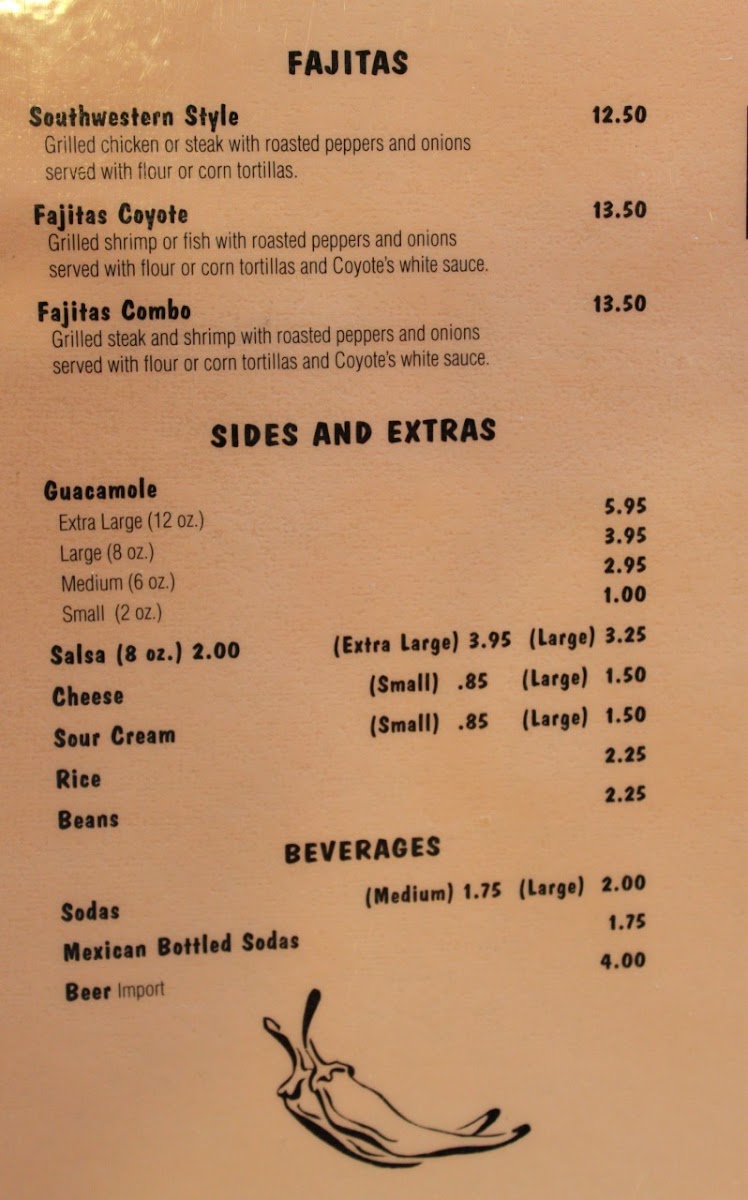 FAJITAS
Southwestern Style 12.50
Grilled chicken or steak with roasted peppers and onions
served with flour or corn tortillas.
Fajitas Coyote 13.50
Grilled shrimp or fish with roasted peppers and onions
served with flour or corn tortillas and Coyote's white sauce.
Fajitas Combo 13.50
Grilled steak and shrimp with roasted peppers and onions
served with flour or corn tortillas and Coyote's white sauce.
SIDES AND EXTRAS
Guacamole
Extra Large (12 oz.) 5.95
Large (8 oz.) 3.95
Medium (6 oz.) 2.95
Small (2 oz.) 1.00
Salsa (8 oz.) 2.00 (Extra Large) 3.95 (Large) 3.25
Cheese (Small) .85 (Large) 1.50
Sour Cream (Small) .85 (Large) 1.50
Rice 2.25
Beans 2.25
BEVERAGES
Sodas (Medium) 1.75 (Large) 2.00
Mexican Bottled Sodas 1.75
Beer Import 4.00